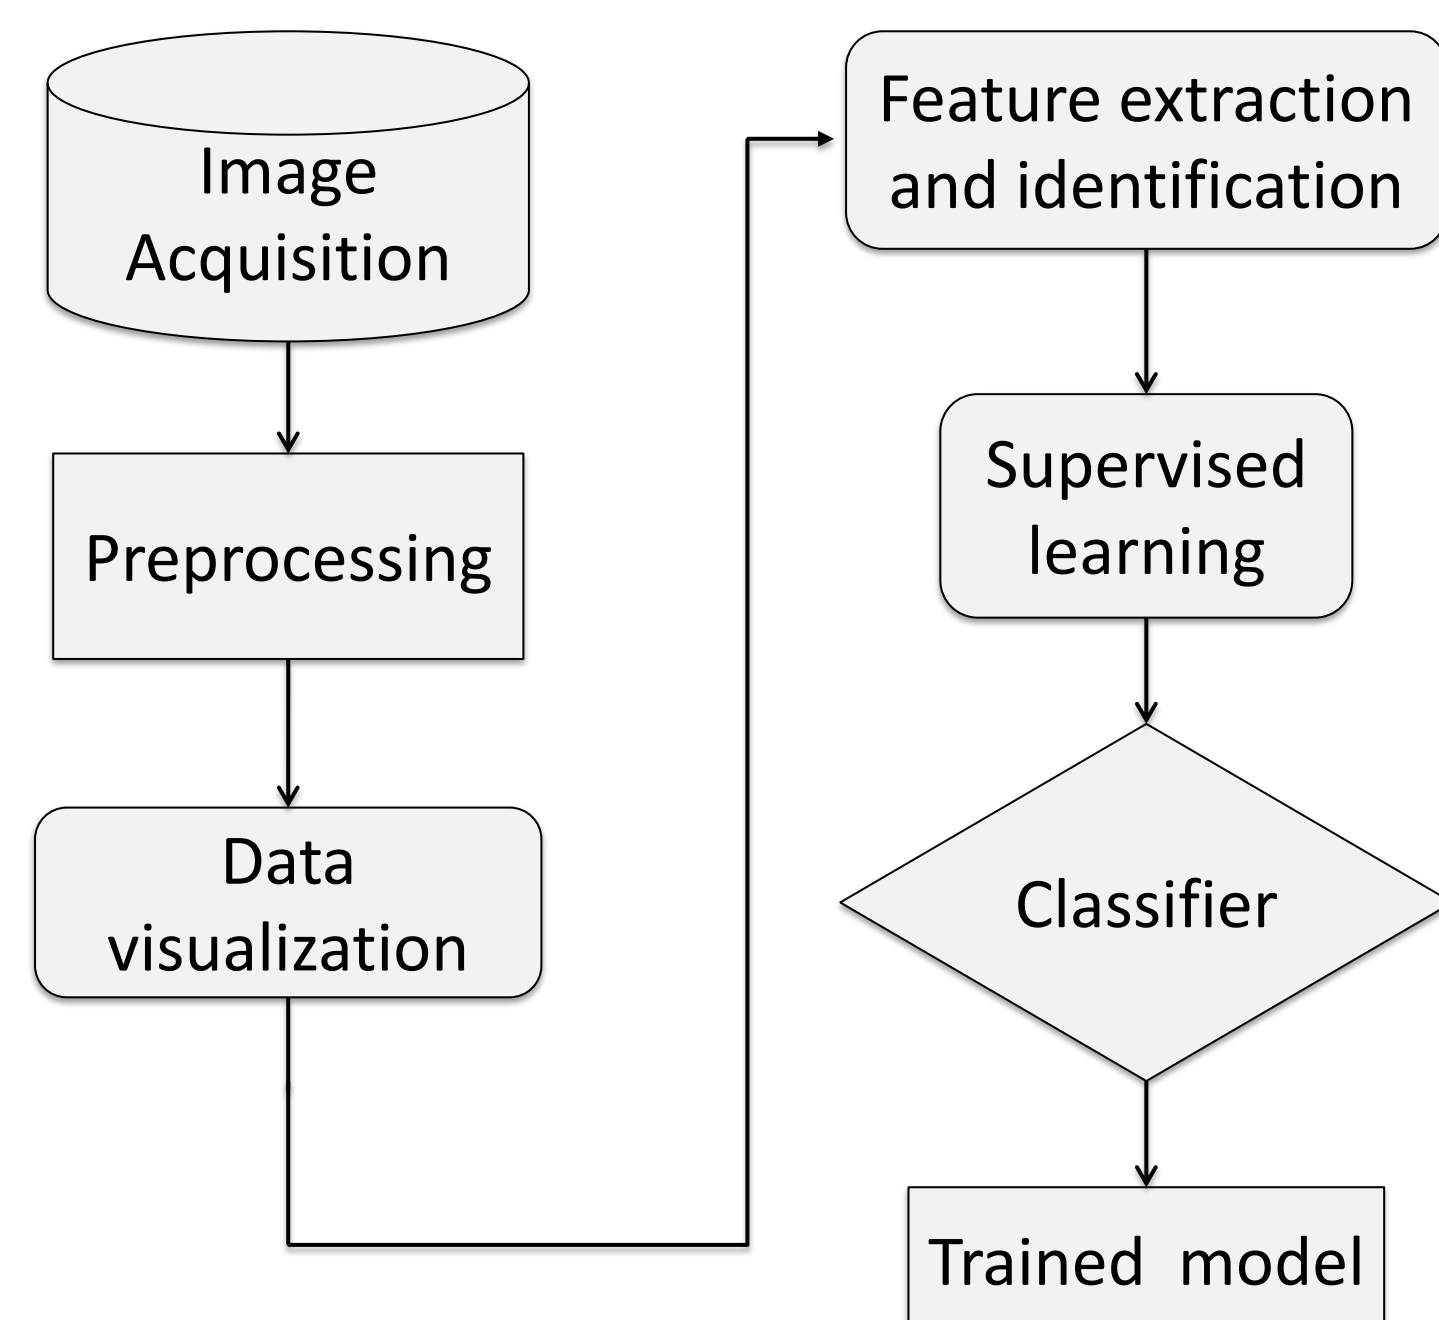 Image
Acquisition
Preprocessing
Data
visualization
Feature extraction
and identification
Supervised
learning
Classifier
Trained  model